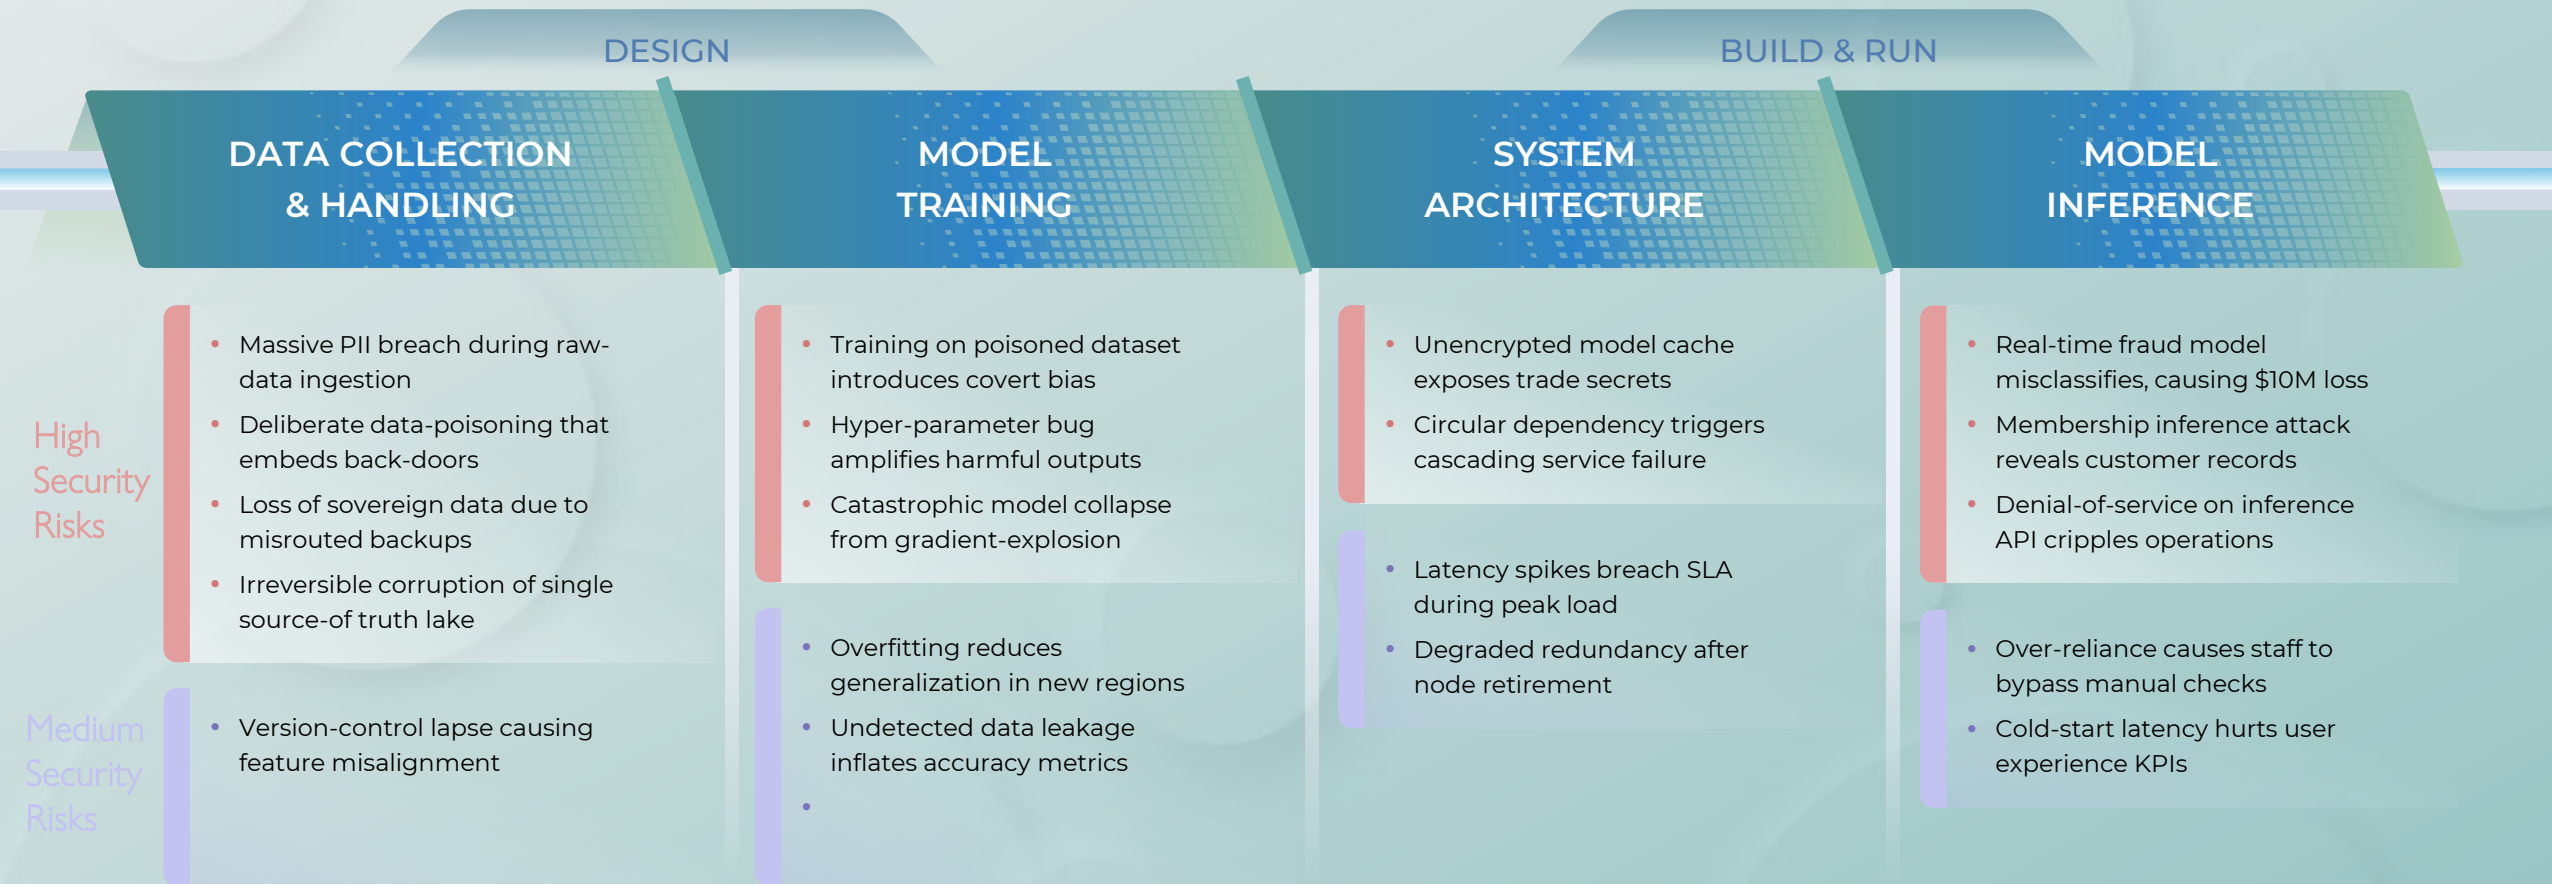 DESIGN
BUILD & RUN
DATA COLLECTION
& HANDLING
MODEL
TRAINING
SYSTEM
ARCHITECTURE
MODEL
INFERENCE
High
Security
Risks
• Massive PII breach during raw-
data ingestion
• Deliberate data-poisoning that
embeds back-doors
• Loss of sovereign data due to
misrouted backups
• Irreversible corruption of single
source-of truth lake
• Training on poisoned dataset
introduces covert bias
• Hyper-parameter bug
amplifies harmful outputs
• Catastrophic model collapse
from gradient-explosion
• Unencrypted model cache
exposes trade secrets
• Circular dependency triggers
cascading service failure
• Real-time fraud model
misclassifies, causing $10M loss
• Membership inference attack
reveals customer records
• Denial-of-service on inference
API cripples operations
Medium
Security
Risks
• Version-control lapse causing
feature misalignment
• Overfitting reduces
generalization in new regions
• Undetected data leakage
inflates accuracy metrics
•
• Latency spikes breach SLA
during peak load
• Degraded redundancy after
node retirement
• Over-reliance causes staff to
bypass manual checks
• Cold-start latency hurts user
experience KPIs